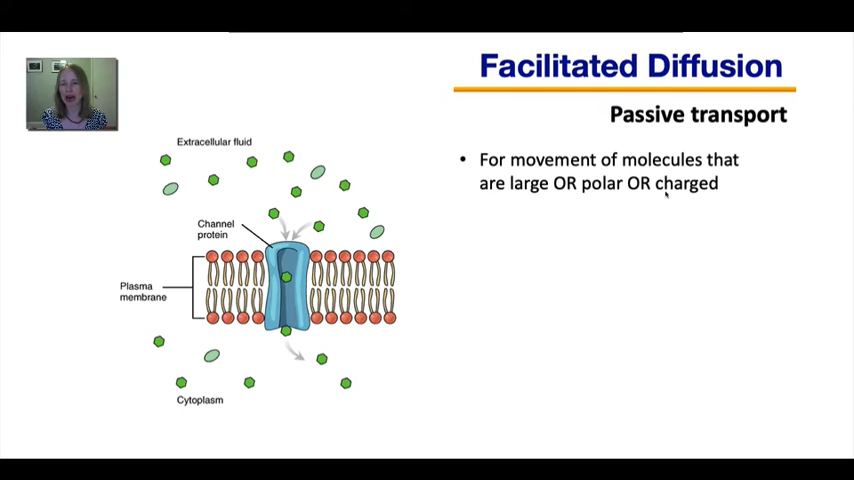 Facilitated Diffusion
Passive transport
• For movement of molecules that
are large OR polar OR charged
Extracellular fluid
Channel
protein
Plasma
membrane
Cytoplasm